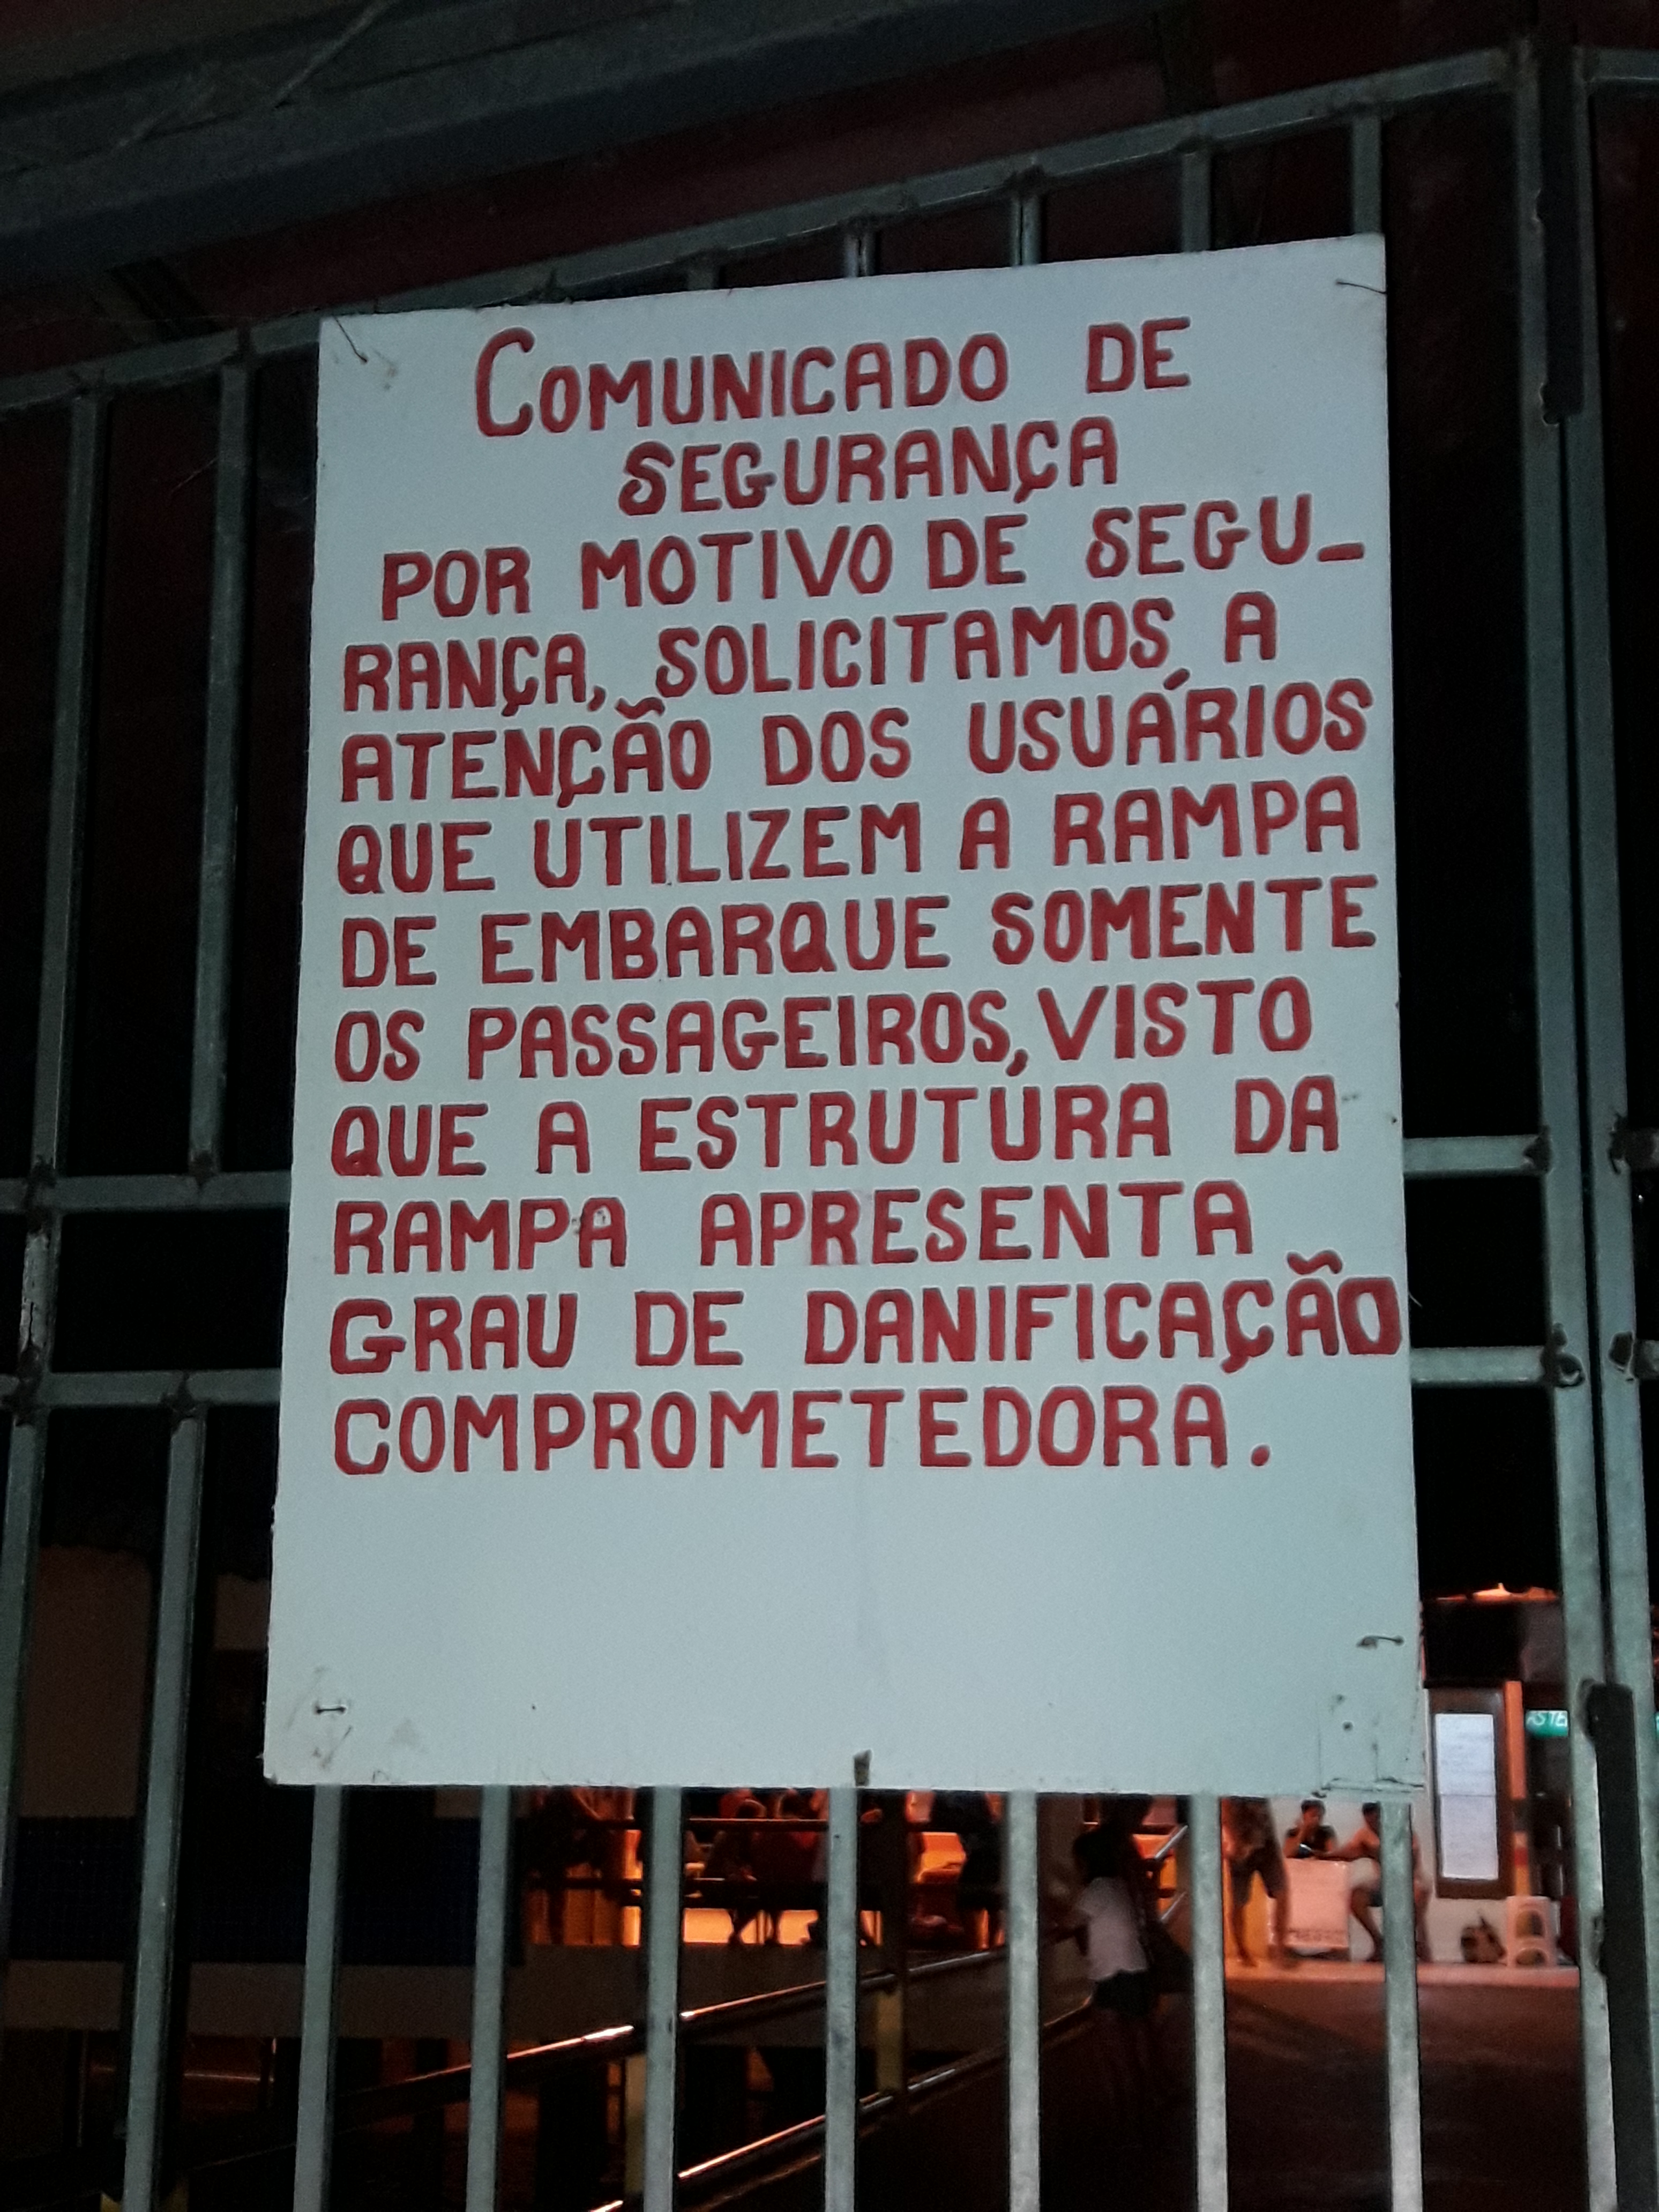 COMUNICADO DE
SEGURANÇA
POR MOTIVO DE SEGU-
RANÇA, SOLICITAMOS A
ATENÇÃO DOS USUÁRIOS
QUE UTILIZEM A RAMPA
DE EMBARQUE SOMENTE
OS PASSAGEIROS, VISTO
QUE A ESTRUTURA DA
RAMPA APRESENTA
GRAU DE DANIFICAÇÃO
COMPROMETEDORA.